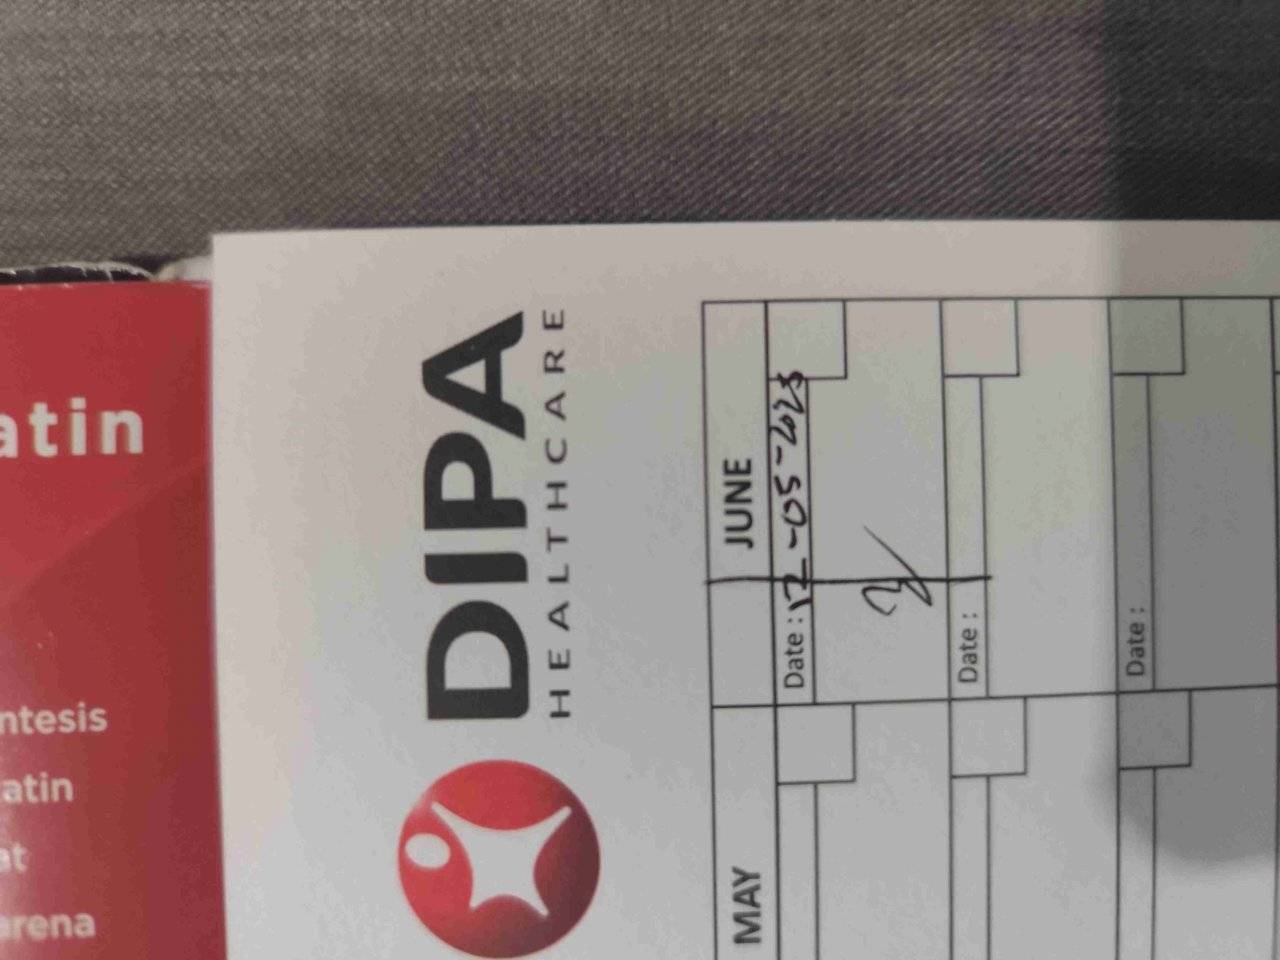 atin
ntesis
atin
at
arena
DIPA
HEALTHCARE
MAY
JUNE
Date : 12-05-2023
Date :
Date :